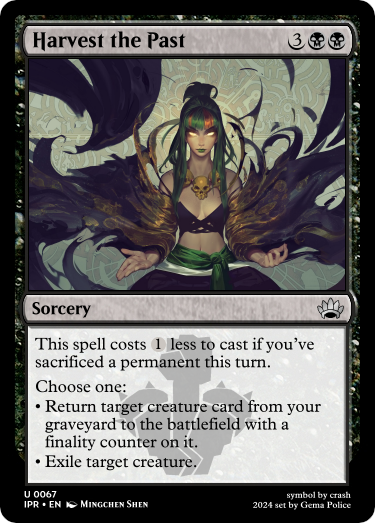 Harvest the Past 3
Sorcery
This spell costs 1 less to cast if you've
sacrificed a permanent this turn.
Choose one:
• Return target creature card from your
graveyard to the battlefield with a
finality counter on it.
• Exile target creature.
U 0067
symbol by crash
IPR • EN Mingchen Shen
2024 set by Gema Police